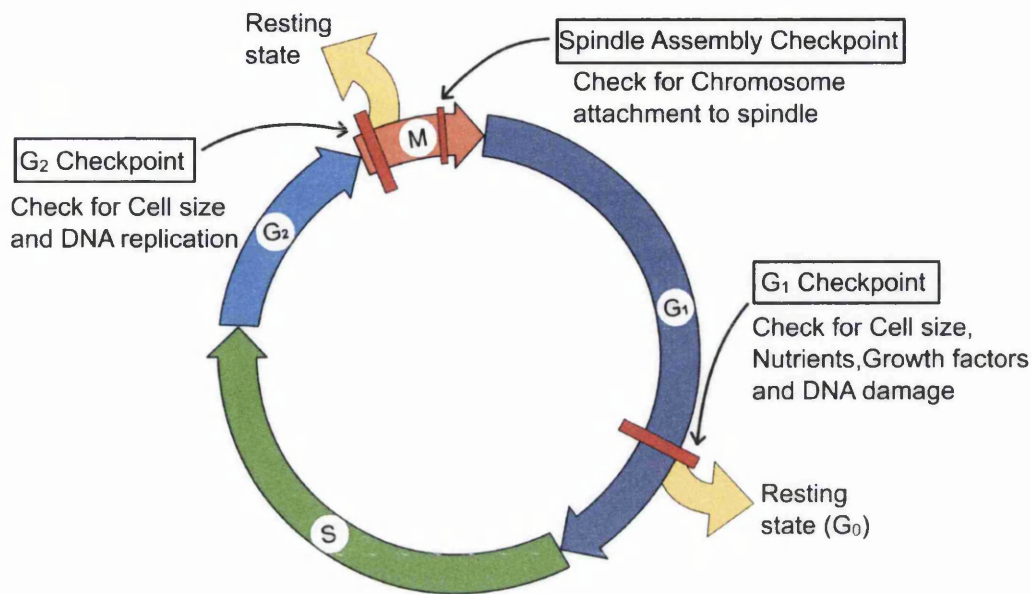 Resting
state
Spindle Assembly Checkpoint
Check for Chromosome
attachment to spindle
M
G₂ Checkpoint
Check for Cell size
and DNA replication
G₂
G₁
G₁ Checkpoint
Check for Cell size,
Nutrients,Growth factors
and DNA damage
S
Resting
state (G₀)